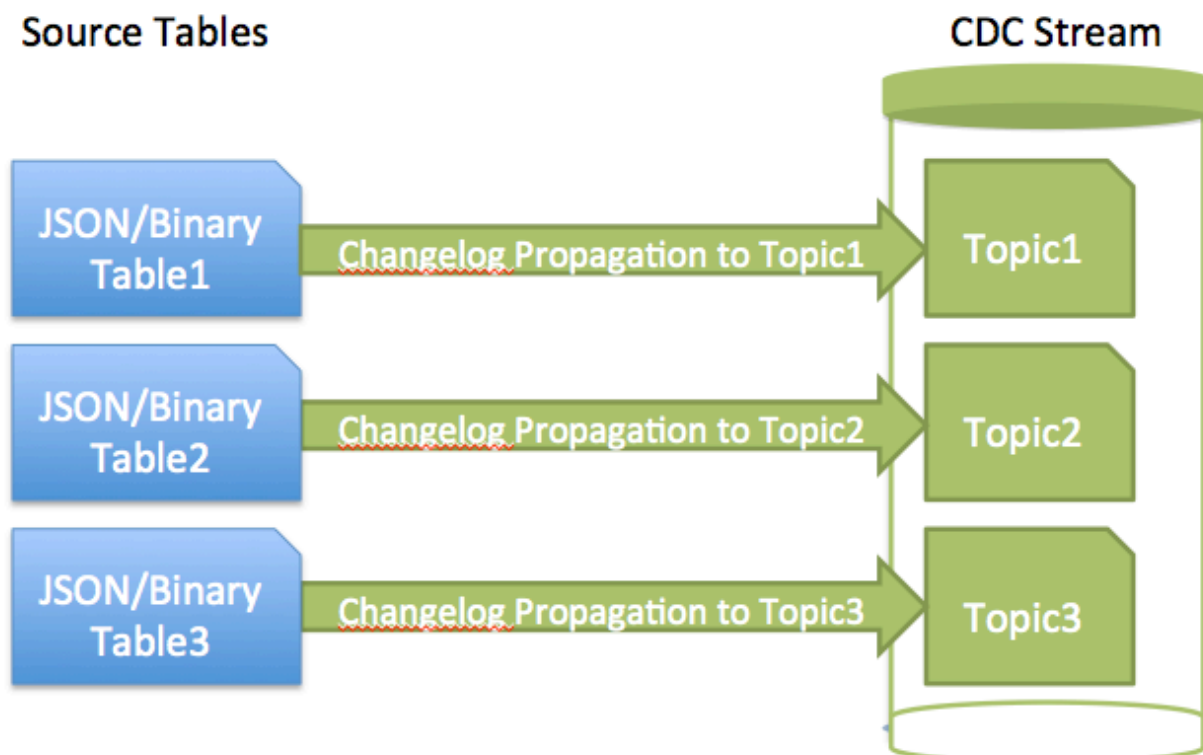 Source Tables
CDC Stream
JSON/Binary
Table1
Changelog Propagation to Topic1
Topic1
JSON/Binary
Table2
Changelog Propagation to Topic2
Topic2
JSON/Binary
Table3
Changelog Propagation to Topic3
Topic3